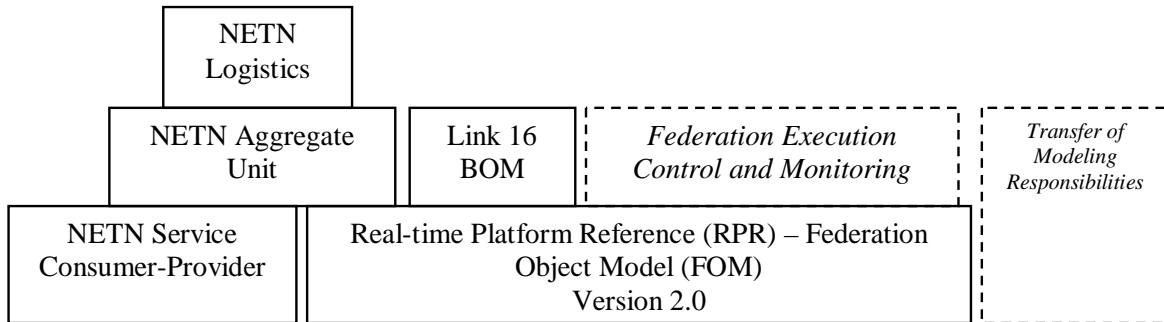 NETN
Logistics
NETN Aggregate
Unit
Link 16
BOM
Federation Execution
Control and Monitoring
Transfer of
Modeling
Responsibilities
NETN Service
Consumer-Provider
Real-time Platform Reference (RPR) – Federation
Object Model (FOM)
Version 2.0